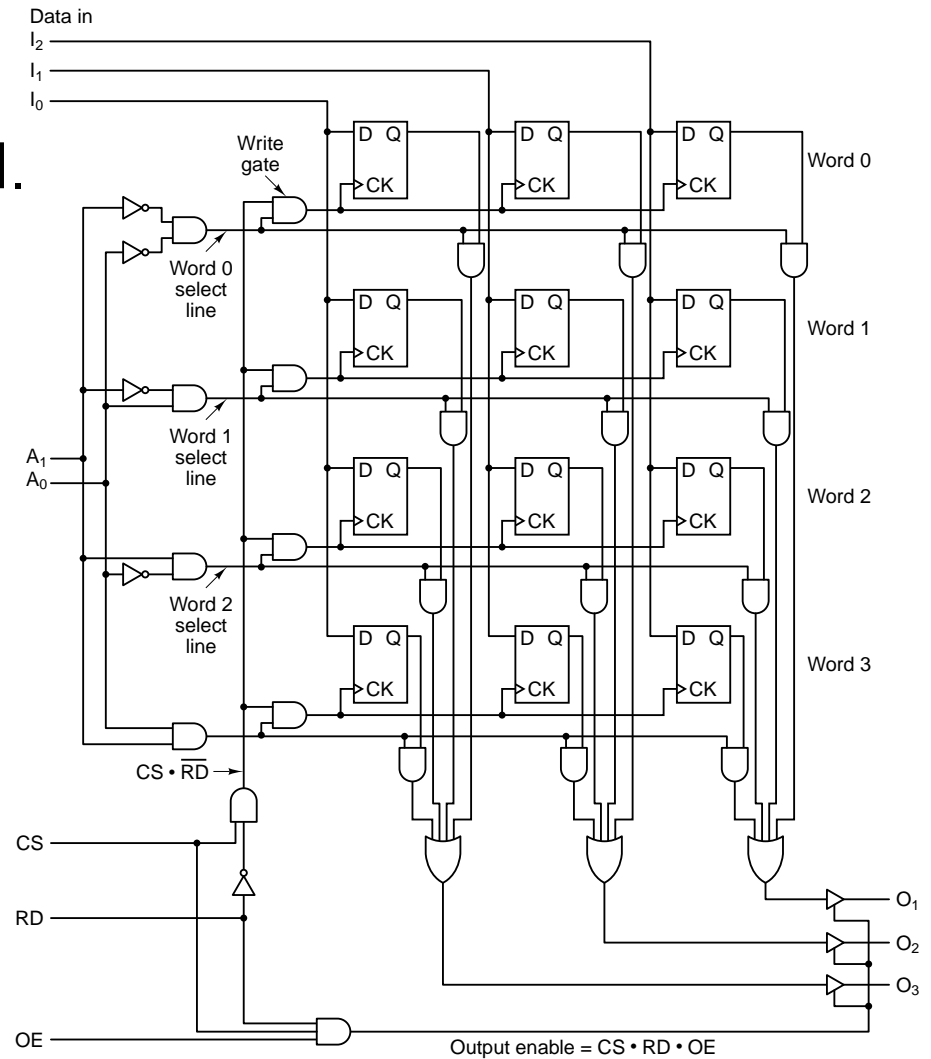 Data in
I₂
I₁
I₀
l.
Write
gate
D Q
CK
D Q
CK
D Q
CK
Word 0
Word 0
select
line
D Q
CK
D Q
CK
D Q
CK
Word 1
Word 1
select
line
A₁
A₀
D Q
CK
D Q
CK
D Q
CK
Word 2
Word 2
select
line
D Q
CK
D Q
CK
D Q
CK
Word 3
CS • R̅D̅
CS
RD
OE
O₁
O₂
O₃
Output enable = CS • RD • OE